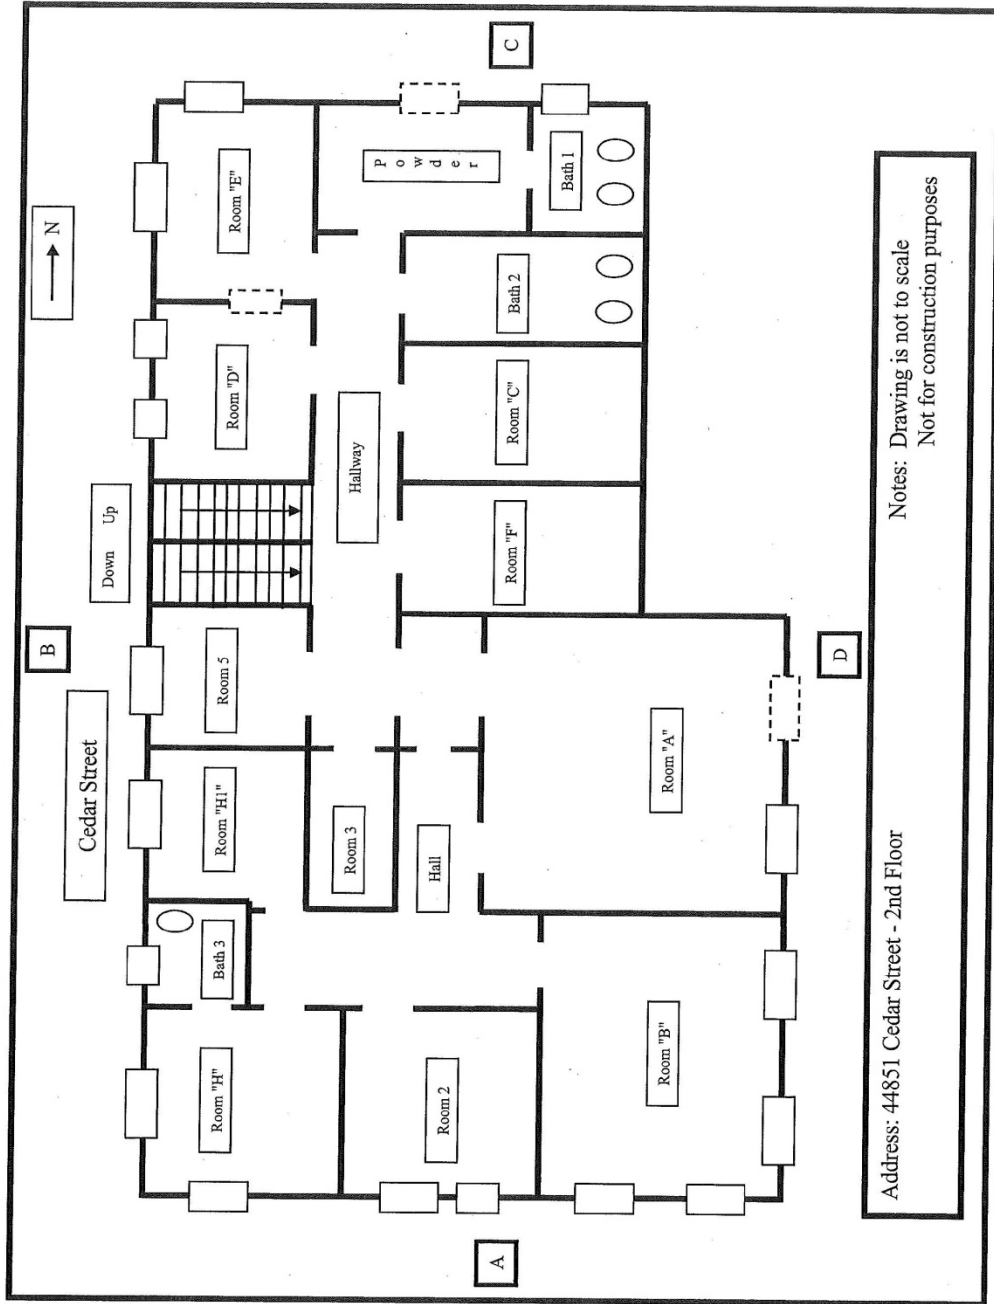 A
B
C
D
N
Cedar Street
Down Up
Room "H"
Bath 3
Room "H1"
Room 5
Room "D"
Room "E"
Room 2
Room 3
Hall
Hallway
Powder
Room "B"
Room "A"
Room "F"
Room "C"
Bath 2
Bath 1
Address: 44851 Cedar Street - 2nd Floor
Notes: Drawing is not to scale
Not for construction purposes